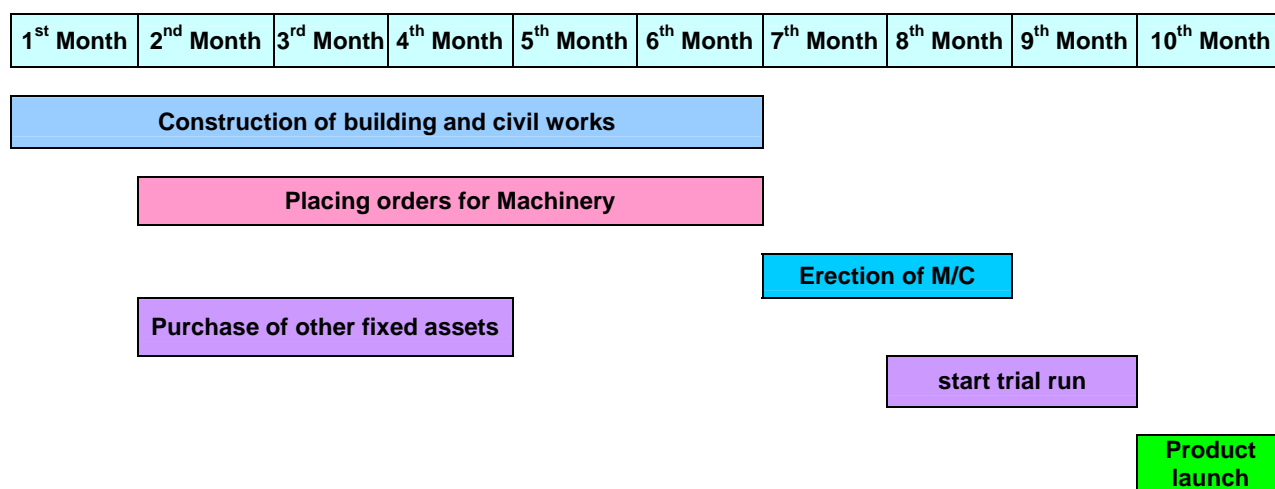 1st Month 2nd Month 3rd Month 4th Month 5th Month 6th Month 7th Month 8th Month 9th Month 10th Month
Construction of building and civil works
Placing orders for Machinery
Erection of M/C
Purchase of other fixed assets
start trial run
Product
launch